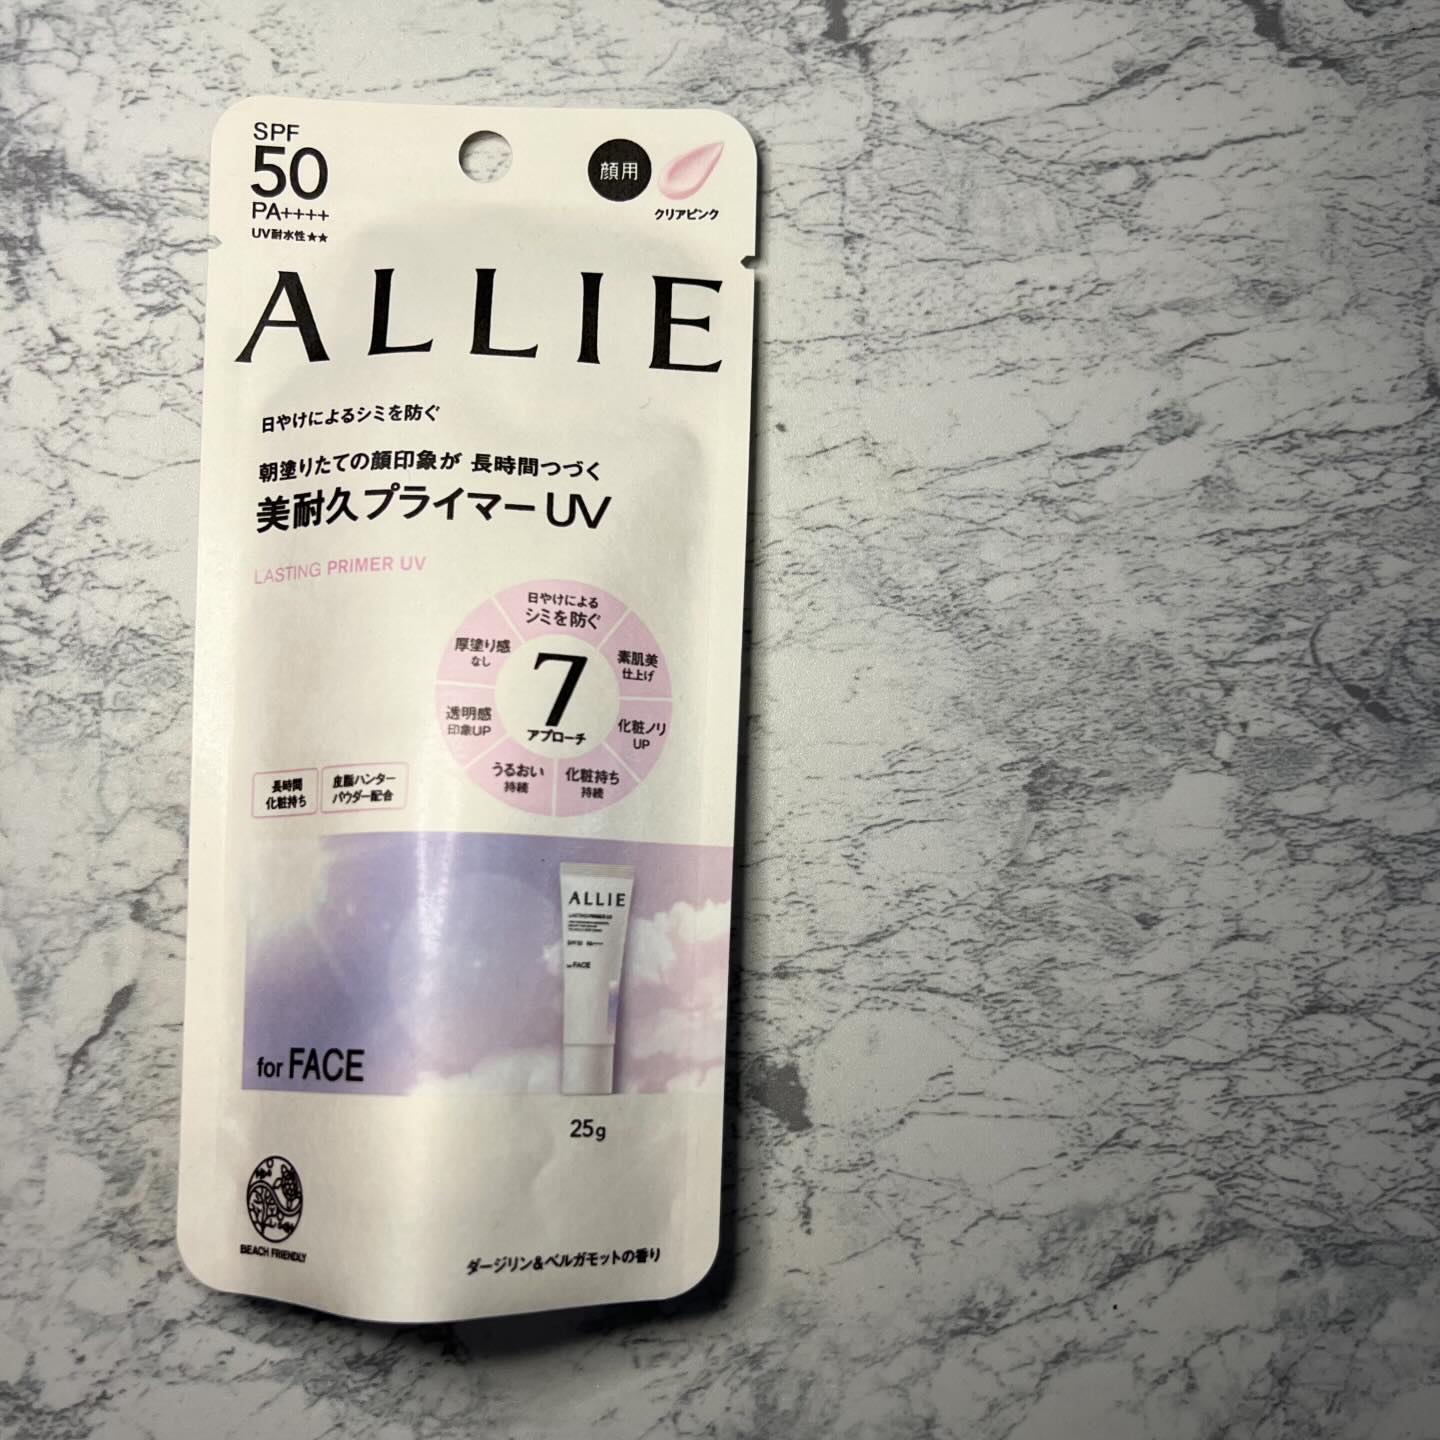 SPF
50
PA++++
UV耐水性★★
顔用
クリアピンク
ALLIE
日やけによるシミを防ぐ
朝塗りたての顔印象が 長時間つづく
美耐久プライマーUV
LASTING PRIMER UV
日やけによる
シミを防ぐ
素肌美
仕上げ
化粧ノリ
UP
化粧持ち
持続
うるおい
持続
透明感
印象UP
厚塗り感
なし
7
アプローチ
長時間
化粧持ち
皮脂ハンター
パウダー配合
ALLIE
LASTING PRIMER UV
SPF50 PA++++
for FACE
for FACE
25g
BEACH FRIENDLY
ダージリン&ベルガモットの香り